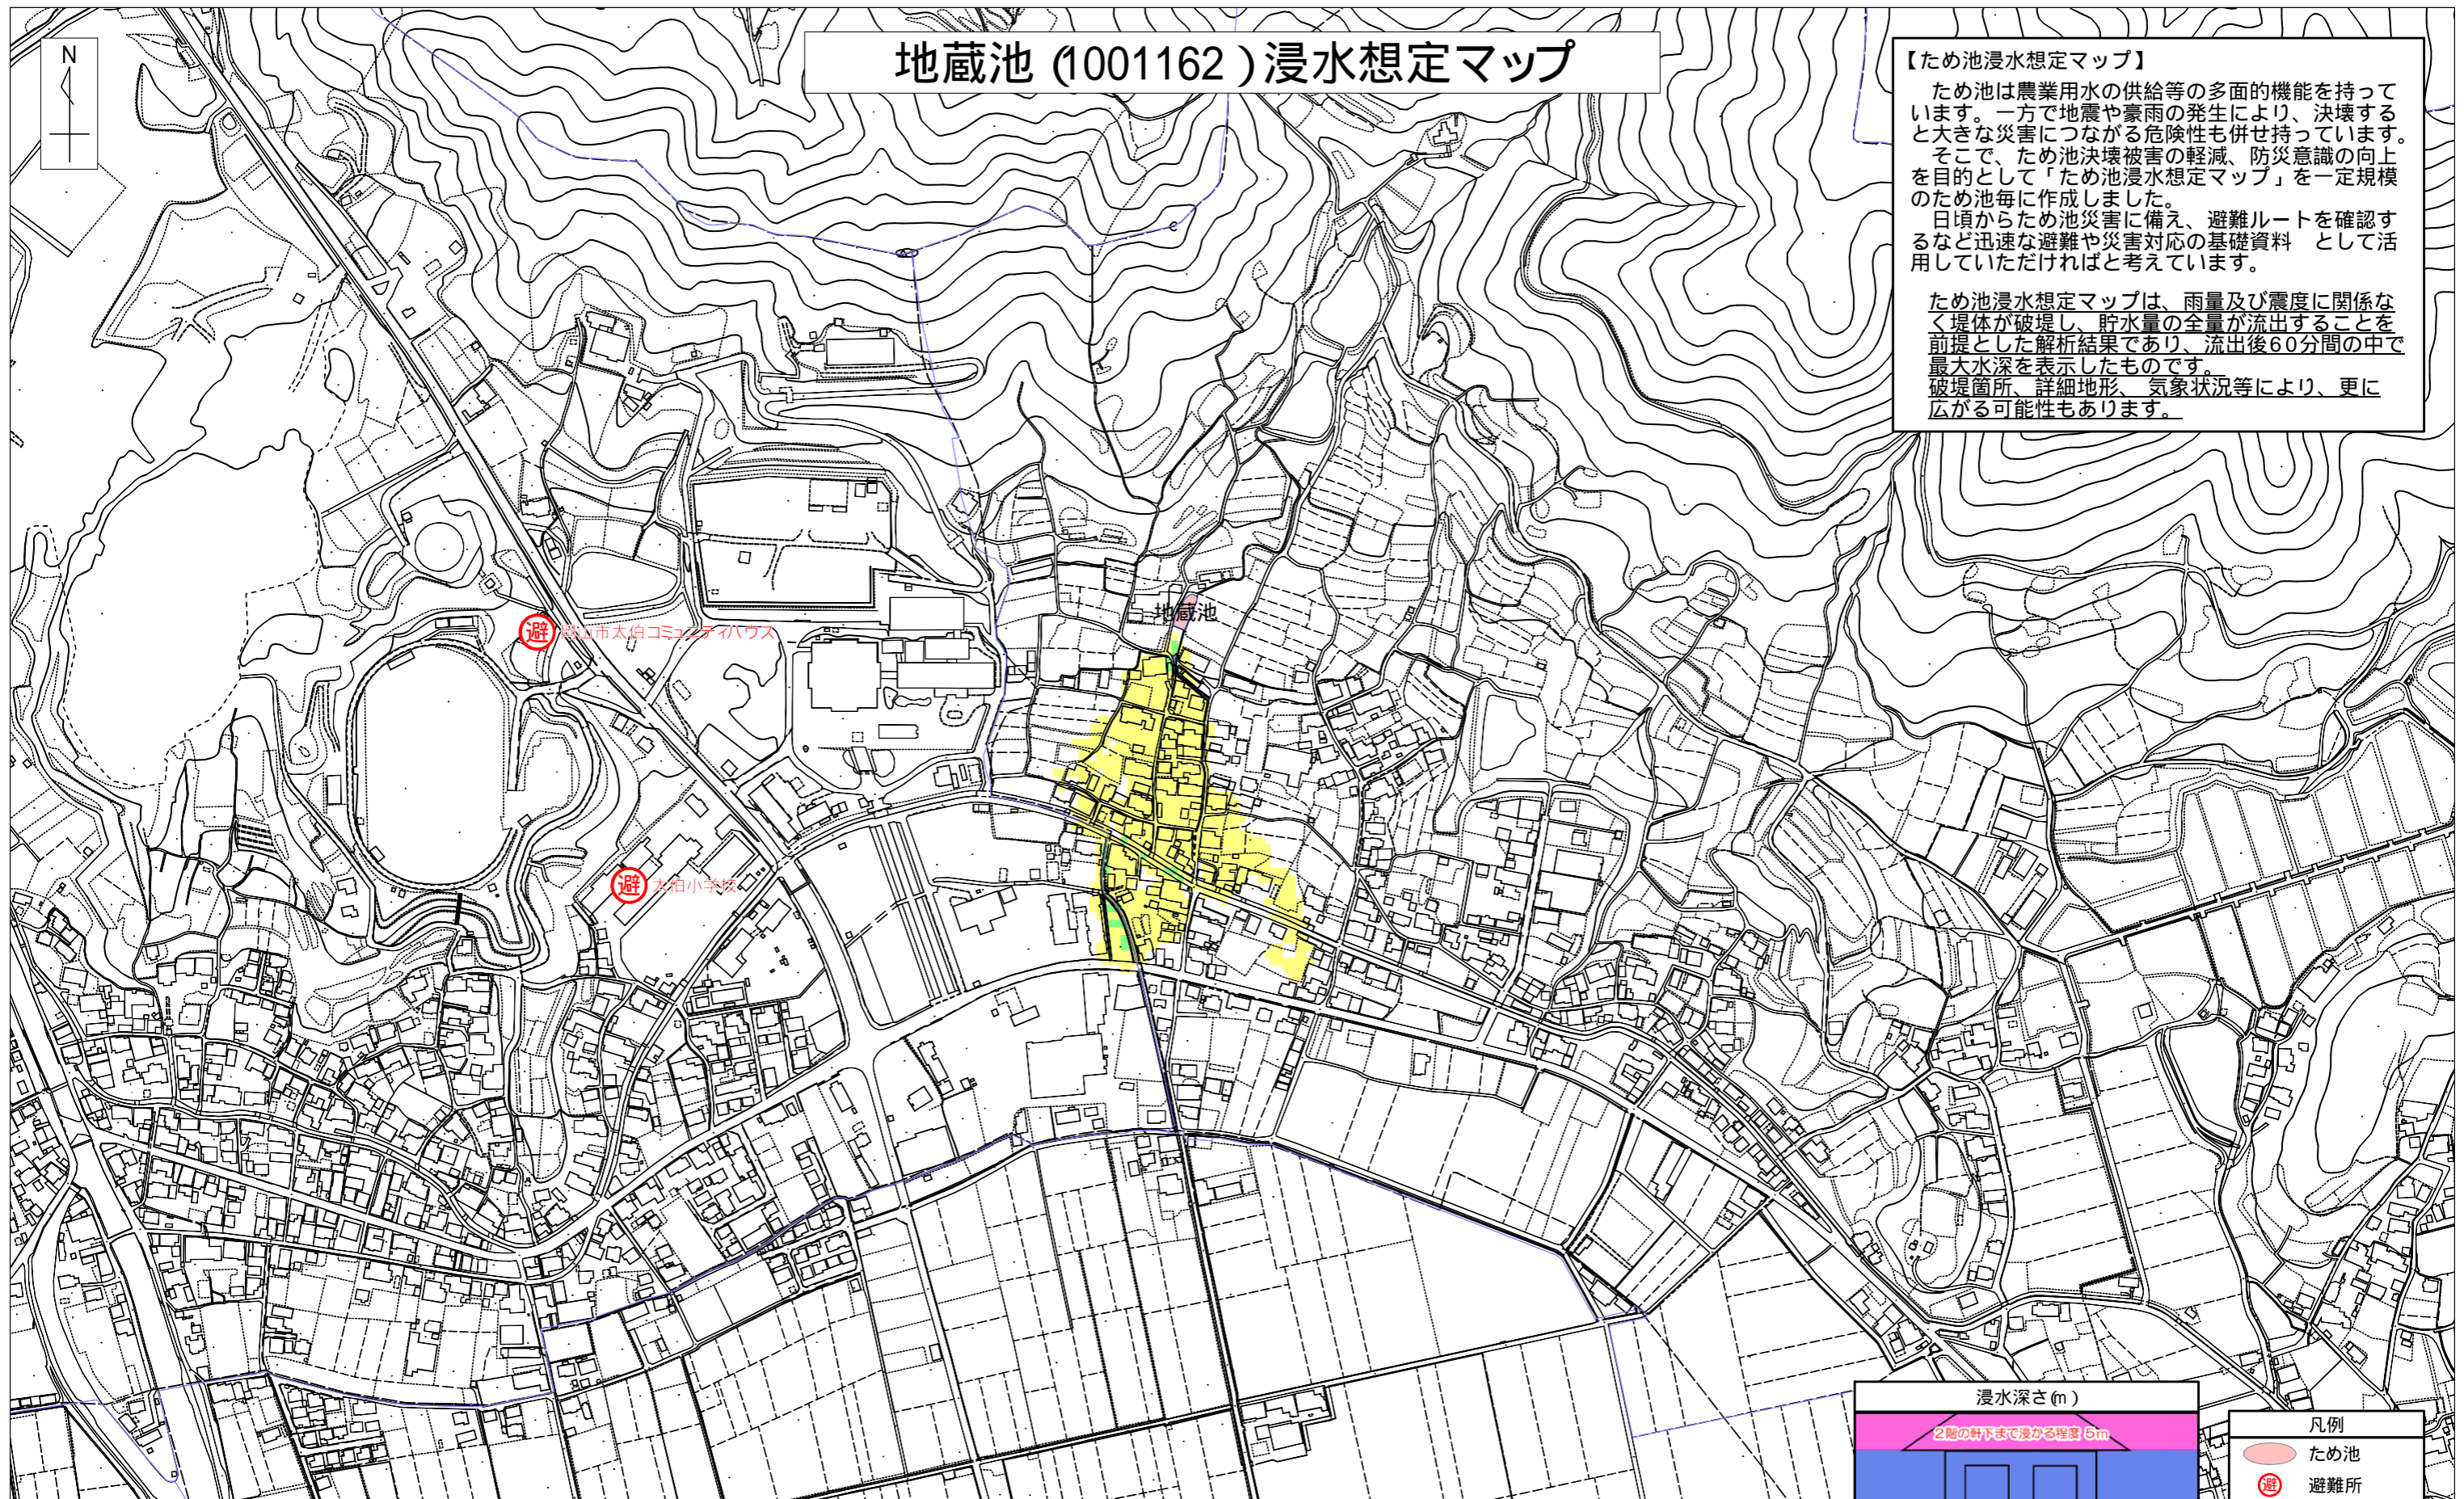 地蔵池 (1001162) 浸水想定マップ
N
【ため池浸水想定マップ】
ため池は農業用水の供給等の多面的機能を持って
います。一方で地震や豪雨の発生により、決壊する
と大きな災害につながる危険性も併せ持っています。
そこで、ため池決壊被害の軽減、防災意識の向上
を目的として「ため池浸水想定マップ」を一定規模
のため池毎に作成しました。
日頃からため池災害に備え、避難ルートを確認す
るなど迅速な避難や災害対応の基礎資料　として活
用していただければと考えています。
ため池浸水想定マップは、雨量及び震度に関係な
く堤体が破堤し、貯水量の全量が流出することを
前提とした解析結果であり、流出後60分間の中で
最大水深を表示したものです。
破堤箇所、詳細地形、 気象状況等により、更に
広がる可能性もあります。
地蔵池
避 岡山市太伯コミュニティハウス
避 太伯小学校
浸水深さ(m)
2階の軒下まで浸かる程度 5m
凡例
ため池
避 避難所